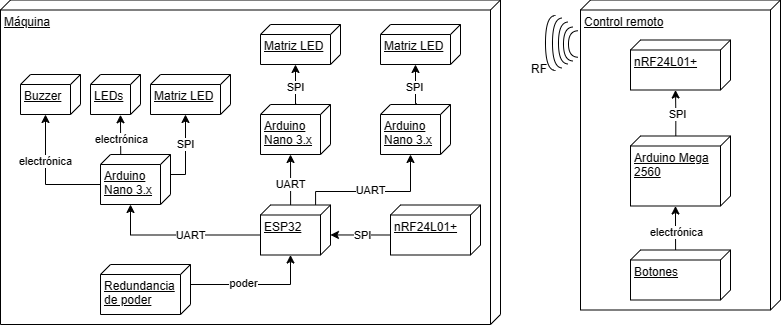 Máquina
Control remoto
Matriz LED
Matriz LED
nRF24L01+
RF
SPI
SPI
Buzzer
LEDs
Matriz LED
SPI
Arduino
Nano 3.x
Arduino
Nano 3.x
electrónica
SPI
electrónica
Arduino
Nano 3.x
Arduino Mega
2560
UART
UART
ESP32
nRF24L01+
UART
SPI
electrónica
Botones
Redundancia
de poder
poder